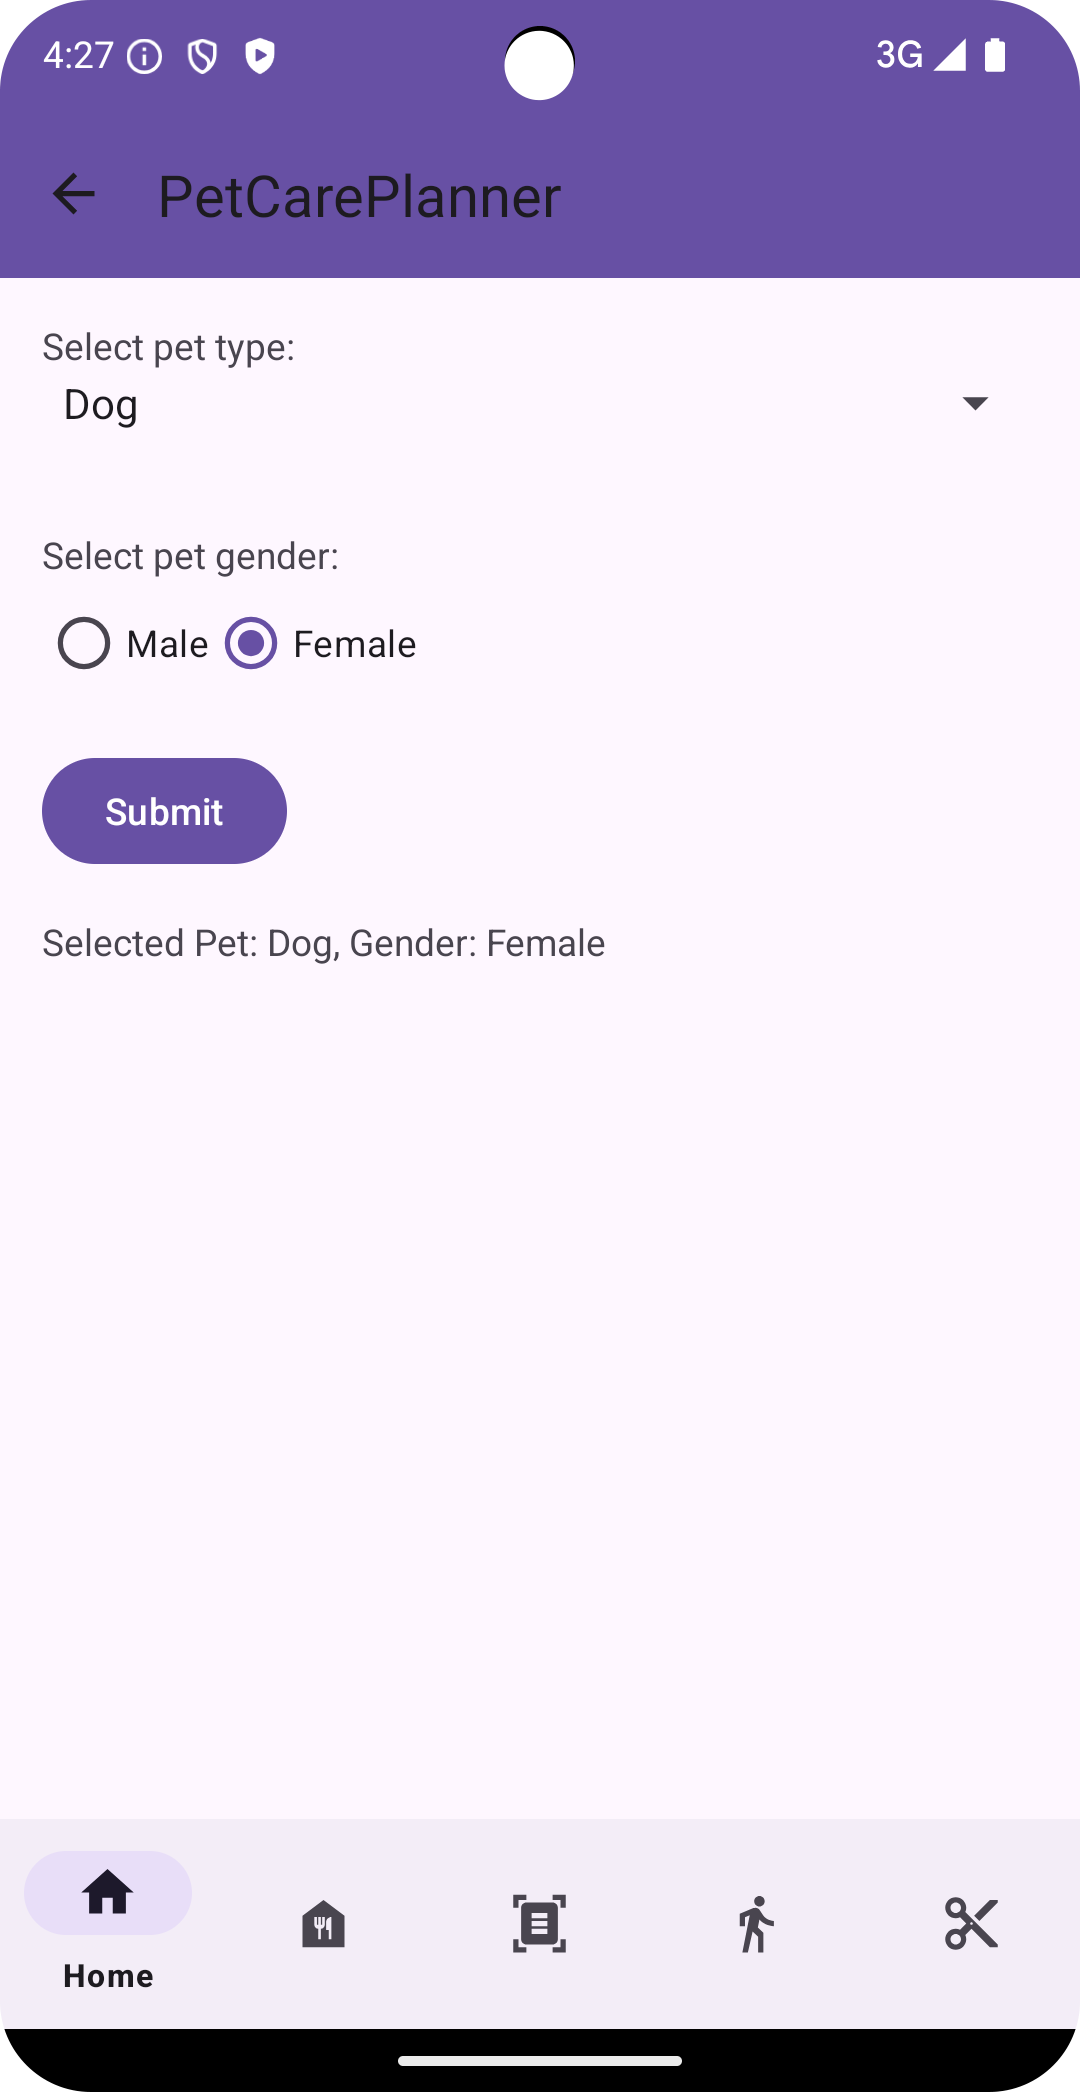 4:27
3G
PetCarePlanner
Select pet type:
Dog
Select pet gender:
Male Female
Submit
Selected Pet: Dog, Gender: Female
Home